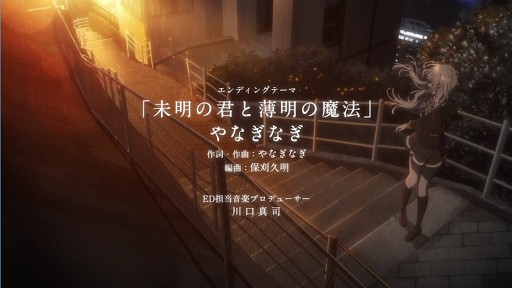 エンディングテーマ
「未明の君と薄明の魔法」
やなぎなぎ
作詞・作曲：やなぎなぎ
編曲：保刈久明
ED担当音楽プロデューサー
川口真司